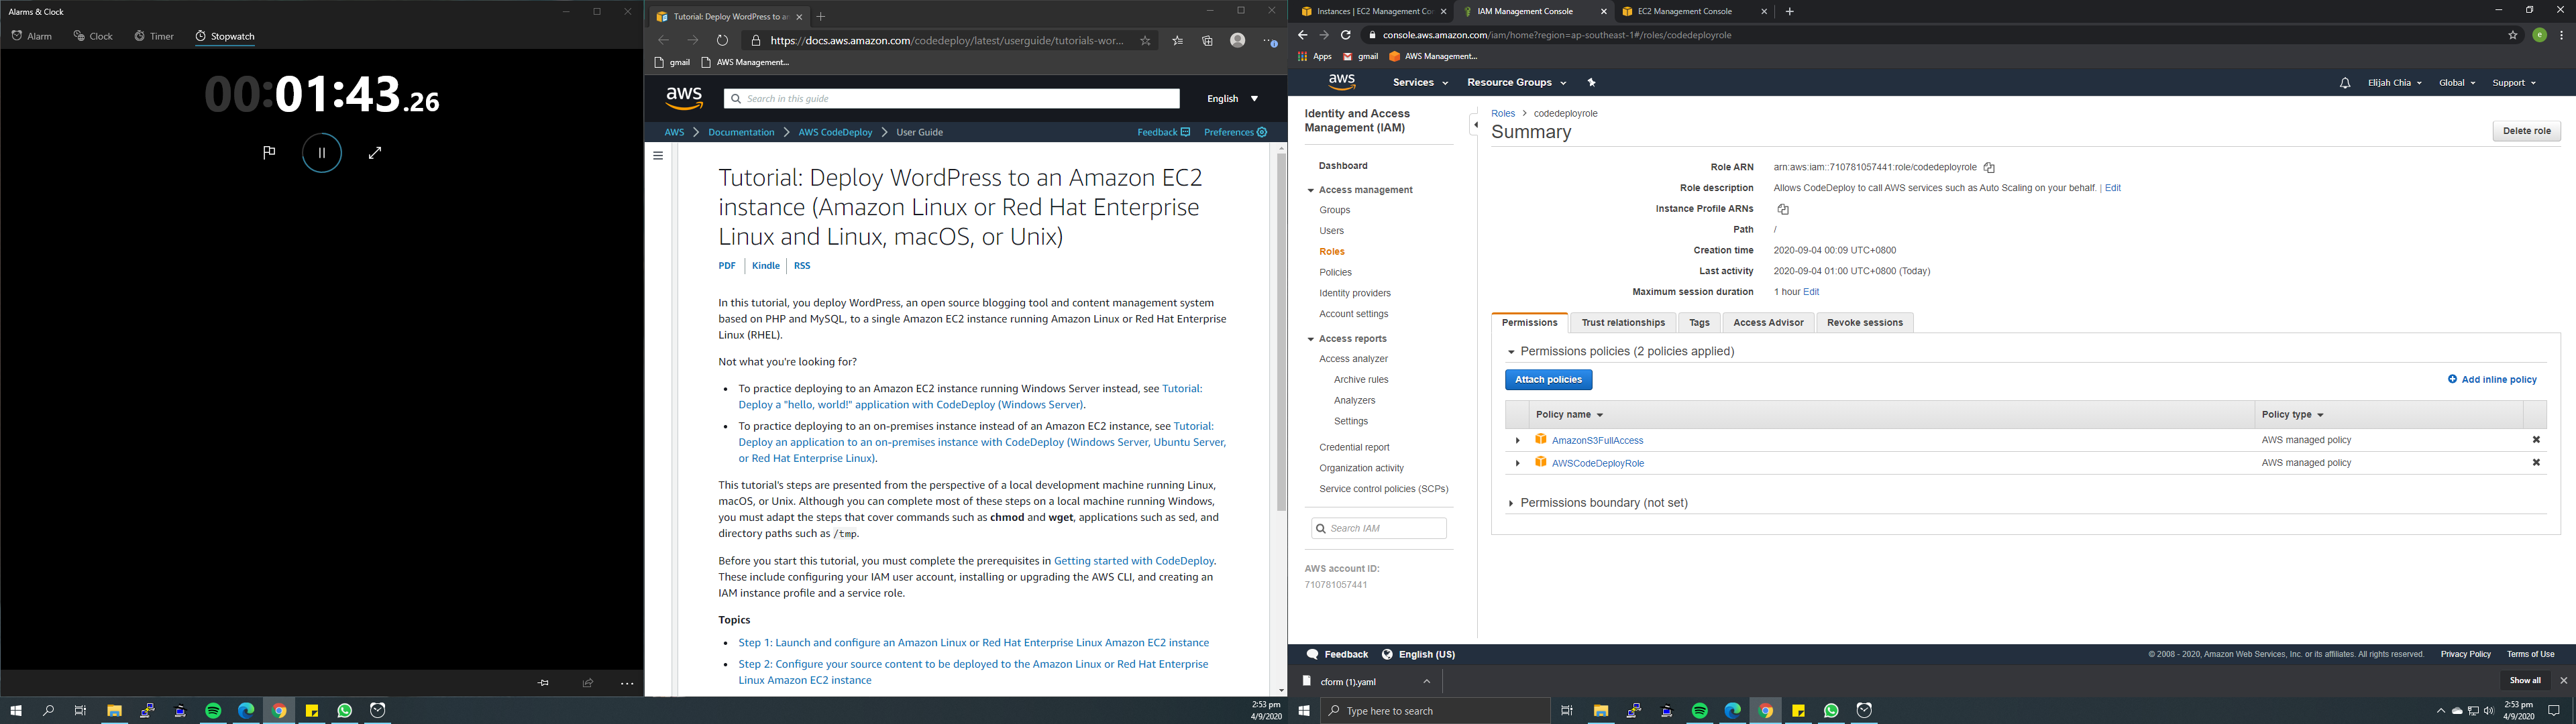 Alarms & Clock
Alarm
Clock
Timer
Stopwatch
00:01:43.26
Tutorial: Deploy WordPress to an
https://docs.aws.amazon.com/codedeploy/latest/userguide/tutorials-wor...
gmail
AWS Management...
aws
Search in this guide
English
AWS
Documentation
AWS CodeDeploy
User Guide
Feedback
Preferences
Tutorial: Deploy WordPress to an Amazon EC2
instance (Amazon Linux or Red Hat Enterprise
Linux and Linux, macOS, or Unix)
PDF
Kindle
RSS
In this tutorial, you deploy WordPress, an open source blogging tool and content management system
based on PHP and MySQL, to a single Amazon EC2 instance running Amazon Linux or Red Hat Enterprise
Linux (RHEL).
Not what you're looking for?
• To practice deploying to an Amazon EC2 instance running Windows Server instead, see Tutorial:
Deploy a "hello, world!" application with CodeDeploy (Windows Server).
• To practice deploying to an on-premises instance instead of an Amazon EC2 instance, see Tutorial:
Deploy an application to an on-premises instance with CodeDeploy (Windows Server, Ubuntu Server,
or Red Hat Enterprise Linux).
This tutorial's steps are presented from the perspective of a local development machine running Linux,
macOS, or Unix. Although you can complete most of these steps on a local machine running Windows,
you must adapt the steps that cover commands such as chmod and wget, applications such as sed, and
directory paths such as /tmp.
Before you start this tutorial, you must complete the prerequisites in Getting started with CodeDeploy.
These include configuring your IAM user account, installing or upgrading the AWS CLI, and creating an
IAM instance profile and a service role.
Topics
• Step 1: Launch and configure an Amazon Linux or Red Hat Enterprise Linux Amazon EC2 instance
• Step 2: Configure your source content to be deployed to the Amazon Linux or Red Hat Enterprise
Linux Amazon EC2 instance
2:53 pm
4/9/2020
Instances | EC2 Management Con
IAM Management Console
EC2 Management Console
console.aws.amazon.com/iam/home?region=ap-southeast-1#/roles/codedeployrole
e
Apps
gmail
AWS Management...
aws
Services
Resource Groups
Elijah Chia
Global
Support
Identity and Access
Management (IAM)
Dashboard
Access management
Groups
Users
Roles
Policies
Identity providers
Account settings
Access reports
Access analyzer
Archive rules
Analyzers
Settings
Credential report
Organization activity
Service control policies (SCPs)
Search IAM
AWS account ID:
710781057441
Roles > codedeployrole
Summary
Delete role
Role ARN arn:aws:iam::710781057441:role/codedeployrole
Role description Allows CodeDeploy to call AWS services such as Auto Scaling on your behalf. | Edit
Instance Profile ARNs
Path /
Creation time 2020-09-04 00:09 UTC+0800
Last activity 2020-09-04 01:00 UTC+0800 (Today)
Maximum session duration 1 hour Edit
Permissions
Trust relationships
Tags
Access Advisor
Revoke sessions
Permissions policies (2 policies applied)
Attach policies
Add inline policy
Policy name
Policy type
AmazonS3FullAccess AWS managed policy
AWSCodeDeployRole AWS managed policy
Permissions boundary (not set)
Feedback
English (US)
© 2008 - 2020, Amazon Web Services, Inc. or its affiliates. All rights reserved.
Privacy Policy
Terms of Use
cform (1).yaml
Show all
Type here to search
2:53 pm
4/9/2020